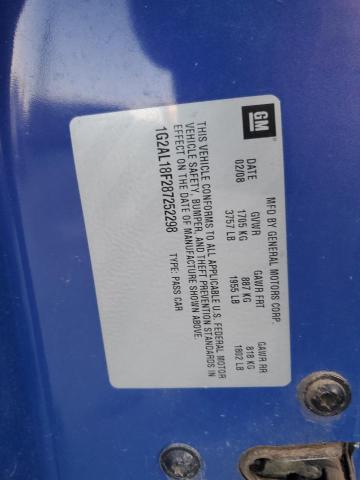 GM
MFD BY GENERAL MOTORS CORP.
DATE GVWR GAWR FRT GAWR RR
02/08 1705 KG 887 KG 818 KG
3757 LB 1955 LB 1802 LB
THIS VEHICLE CONFORMS TO ALL APPLICABLE U.S. FEDERAL MOTOR
VEHICLE SAFETY, BUMPER, AND THEFT PREVENTION STANDARDS IN
EFFECT ON THE DATE OF MANUFACTURE SHOWN ABOVE.
1G2AL18F287252298 TYPE: PASS CAR